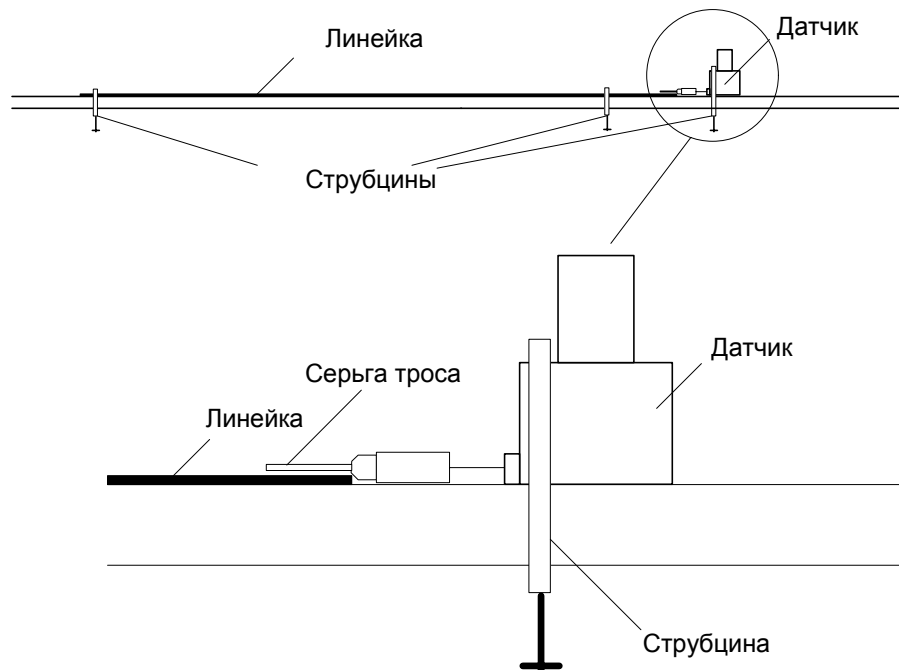 Линейка
Датчик
Струбцины
Датчик
Серьга троса
Линейка
Струбцина